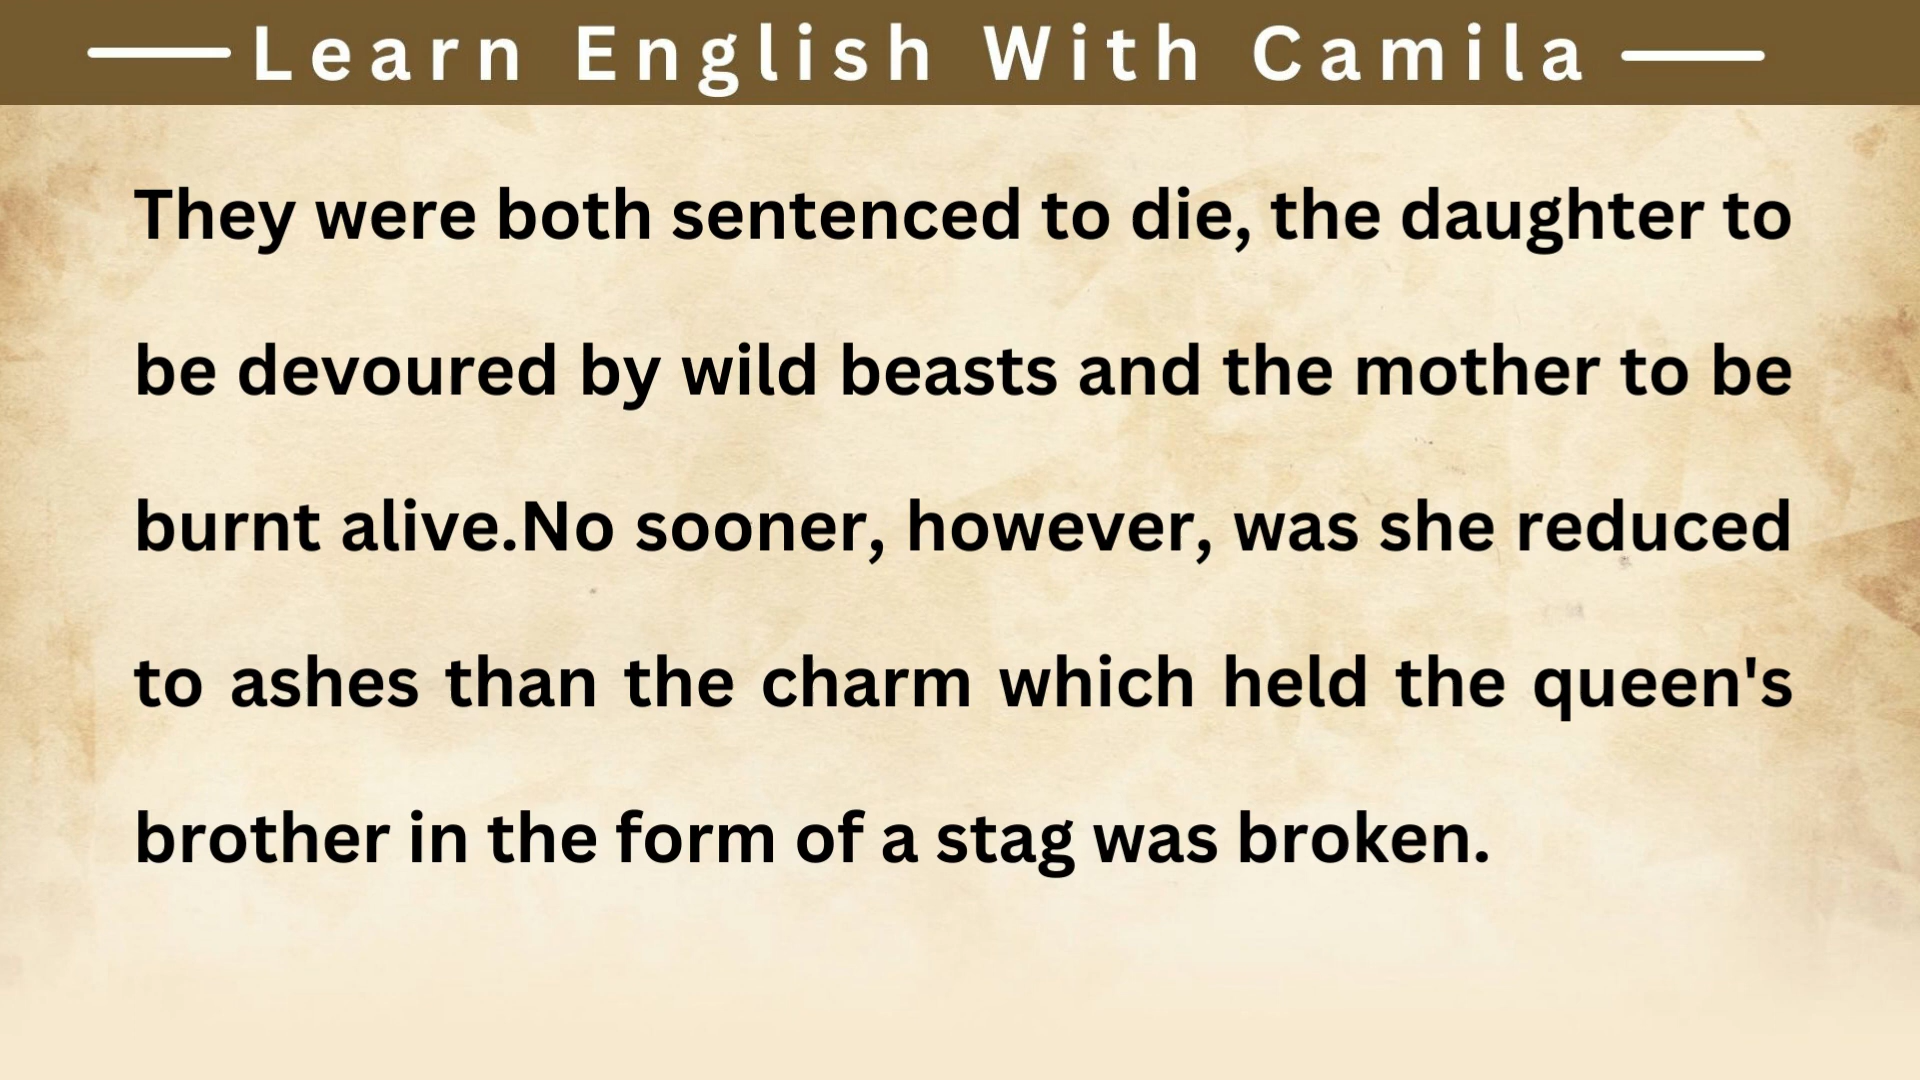 Learn English With Camila
They were both sentenced to die, the daughter to
be devoured by wild beasts and the mother to be
burnt alive.No sooner, however, was she reduced
to ashes than the charm which held the queen's
brother in the form of a stag was broken.